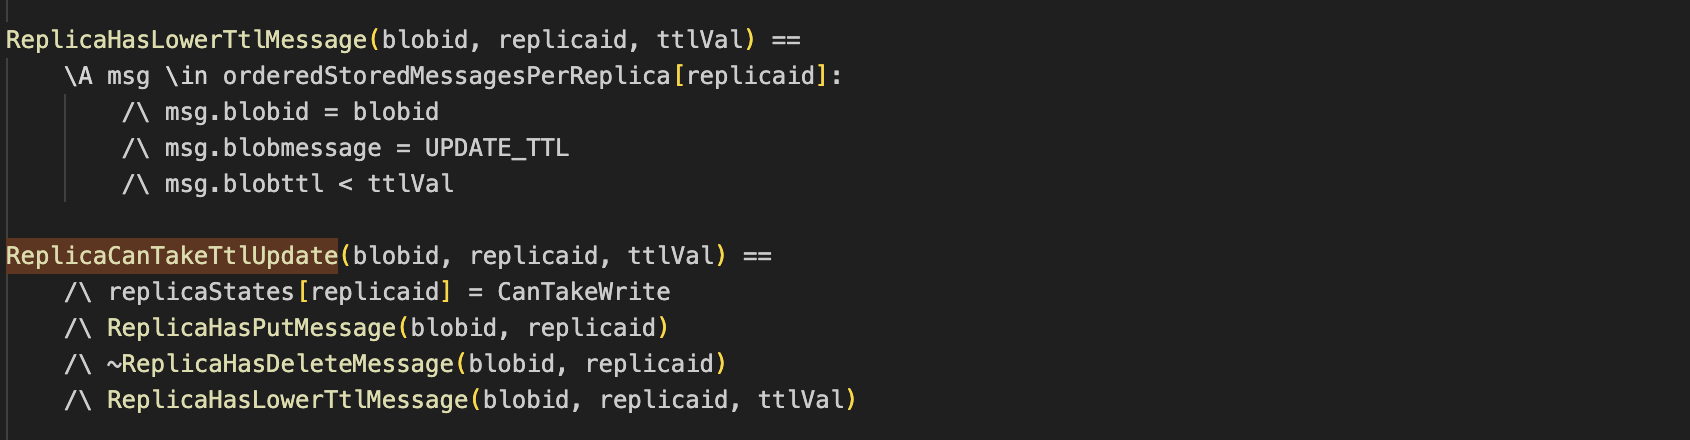 ReplicaHasLowerTtlMessage(blobid, replicaid, ttlVal) ==
    \A msg \in orderedStoredMessagesPerReplica[replicaid]:
        /\ msg.blobid = blobid
        /\ msg.blobmessage = UPDATE_TTL
        /\ msg.blobttl < ttlVal
ReplicaCanTakeTtlUpdate(blobid, replicaid, ttlVal) ==
    /\ replicaStates[replicaid] = CanTakeWrite
    /\ ReplicaHasPutMessage(blobid, replicaid)
    /\ ~ReplicaHasDeleteMessage(blobid, replicaid)
    /\ ReplicaHasLowerTtlMessage(blobid, replicaid, ttlVal)